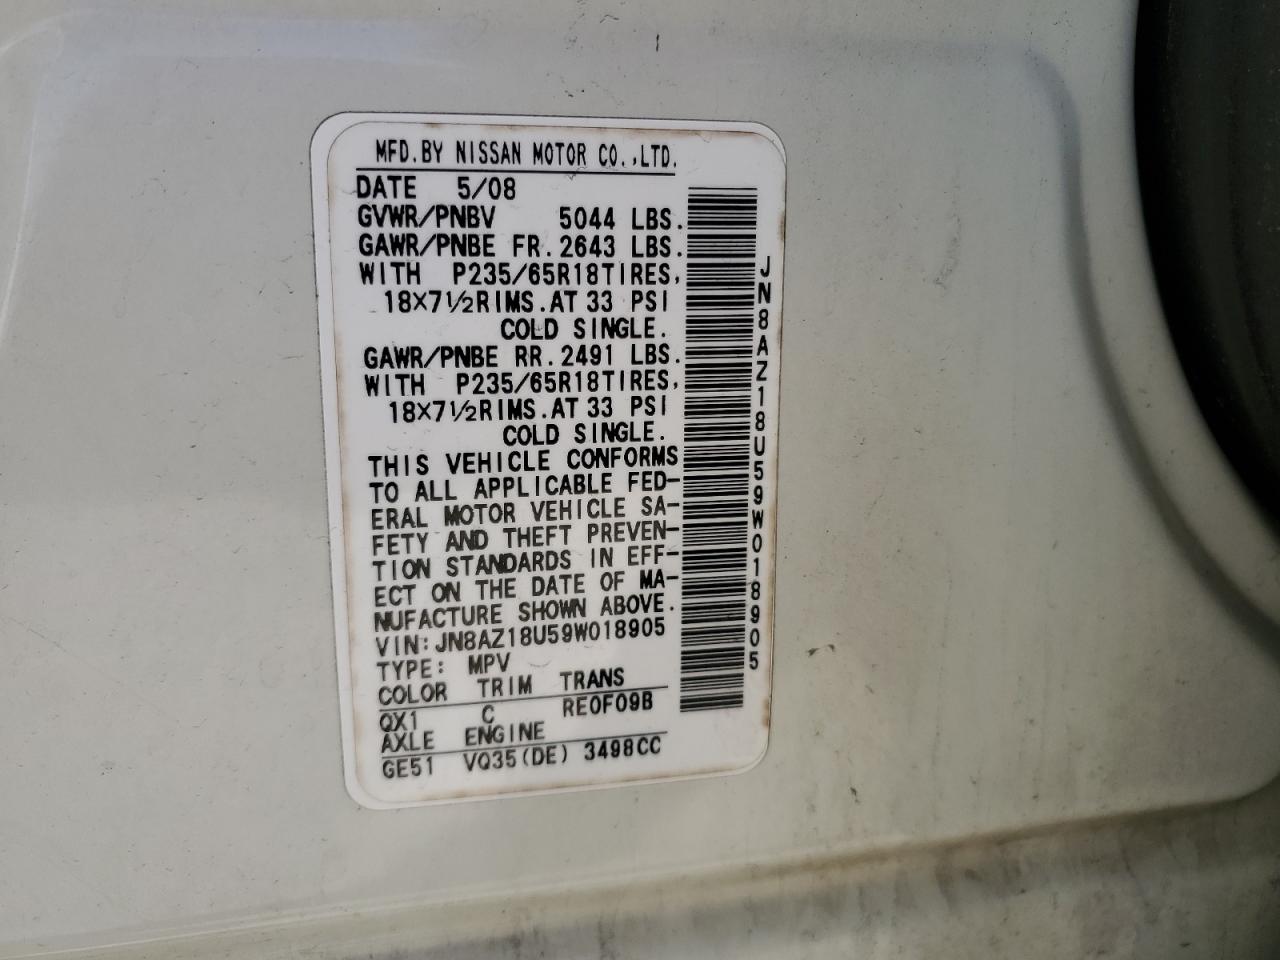 MFD.BY NISSAN MOTOR CO.,LTD.
DATE 5/08
GVWR/PNBV 5044 LBS.
GAWR/PNBE FR. 2643 LBS.
WITH P235/65R18TIRES,
18×7½RIMS.AT 33 PSI
COLD SINGLE.
GAWR/PNBE RR. 2491 LBS.
WITH P235/65R18TIRES,
18×7½RIMS.AT 33 PSI
COLD SINGLE.
THIS VEHICLE CONFORMS
TO ALL APPLICABLE FED-
ERAL MOTOR VEHICLE SA-
FETY AND THEFT PREVEN-
TION STANDARDS IN EFF-
ECT ON THE DATE OF MA-
NUFACTURE SHOWN ABOVE.
VIN:JN8AZ18U59W018905
TYPE: MPV
COLOR TRIM TRANS
QX1 C RE0F09B
AXLE ENGINE
GE51 VQ35(DE) 3498CC
JN8AZ18U59W018905